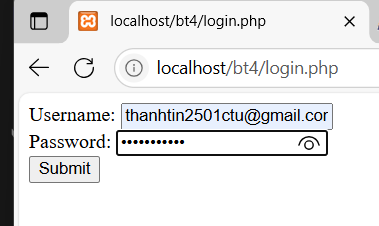 localhost/bt4/login.php
localhost/bt4/login.php
Username: thanhtin2501ctu@gmail.cor
Password: •••••••••••
Submit